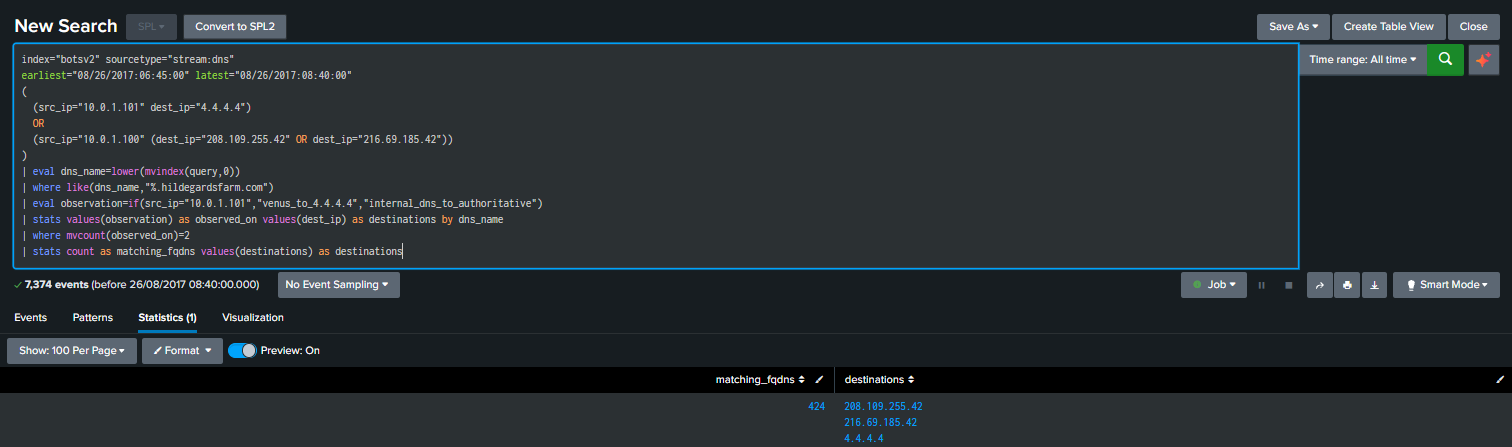 New Search
SPL
Convert to SPL2
Save As
Create Table View
Close
index="botsv2" sourcetype="stream:dns"
earliest="08/26/2017:06:45:00" latest="08/26/2017:08:40:00"
(
(src_ip="10.0.1.101" dest_ip="4.4.4.4")
OR
(src_ip="10.0.1.100" (dest_ip="208.109.255.42" OR dest_ip="216.69.185.42"))
)
| eval dns_name=lower(mvindex(query,0))
| where like(dns_name,"%.hildegardsfarm.com")
| eval observation=if(src_ip="10.0.1.101","venus_to_4.4.4.4","internal_dns_to_authoritative")
| stats values(observation) as observed_on values(dest_ip) as destinations by dns_name
| where mvcount(observed_on)=2
| stats count as matching_fqdns values(destinations) as destinations
Time range: All time
7,374 events (before 26/08/2017 08:40:00.000)
No Event Sampling
Job
Smart Mode
Events
Patterns
Statistics (1)
Visualization
Show: 100 Per Page
Format
Preview: On
matching_fqdns
destinations
424
208.109.255.42
216.69.185.42
4.4.4.4